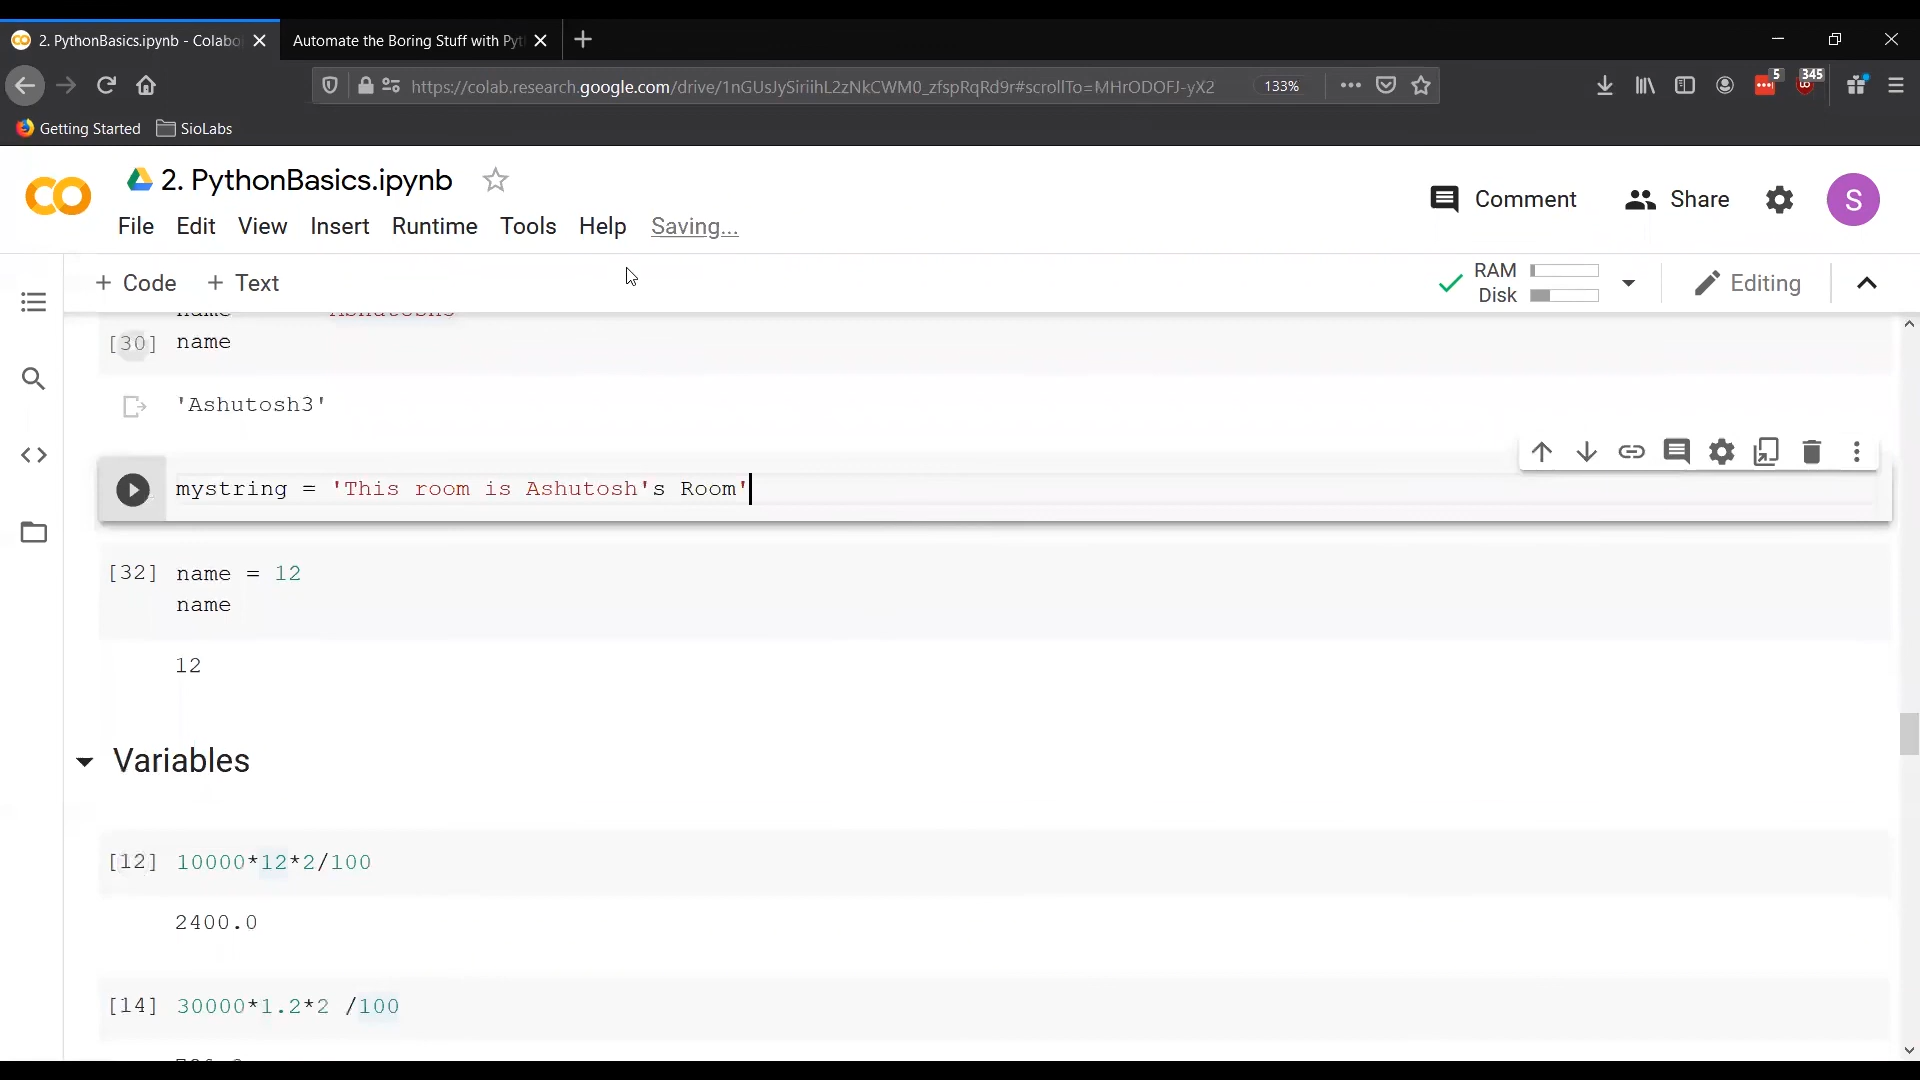 2. PythonBasics.ipynb - Colabo
Automate the Boring Stuff with Pyt
https://colab.research.google.com/drive/1nGUsJySiriihL2zNkCWM0_zfspRqRd9r#scrollTo=MHrODOFJ-yX2
133%
5
345
Getting Started
SioLabs
2. PythonBasics.ipynb
Comment
Share
S
File Edit View Insert Runtime Tools Help Saving...
+ Code + Text
RAM
Disk
Editing
[30] name
'Ashutosh3'
mystring = 'This room is Ashutosh's Room'
[32] name = 12
name
12
Variables
[12] 10000*12*2/100
2400.0
[14] 30000*1.2*2 /100